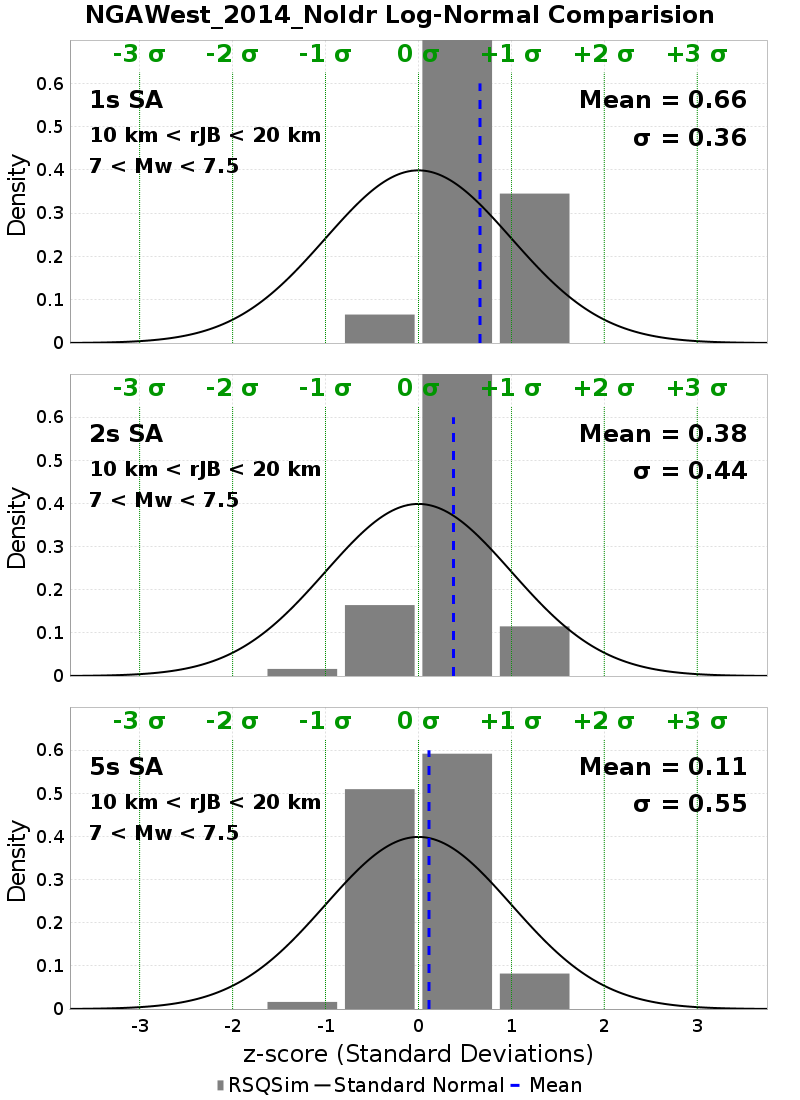 NGAWest_2014_NoIdr Log-Normal Comparision
-3 σ -2 σ -1 σ 0 σ +1 σ +2 σ +3 σ
1s SA
Mean = 0.66
10 km < rJB < 20 km
σ = 0.36
7 < Mw < 7.5
0.6
0.5
0.4
0.3
0.2
0.1
0
Density
-3 σ -2 σ -1 σ 0 σ +1 σ +2 σ +3 σ
2s SA
Mean = 0.38
10 km < rJB < 20 km
σ = 0.44
7 < Mw < 7.5
0.6
0.5
0.4
0.3
0.2
0.1
0
Density
-3 σ -2 σ -1 σ 0 σ +1 σ +2 σ +3 σ
5s SA
Mean = 0.11
10 km < rJB < 20 km
σ = 0.55
7 < Mw < 7.5
0.6
0.5
0.4
0.3
0.2
0.1
0
Density
-3 -2 -1 0 1 2 3
z-score (Standard Deviations)
RSQSim Standard Normal Mean